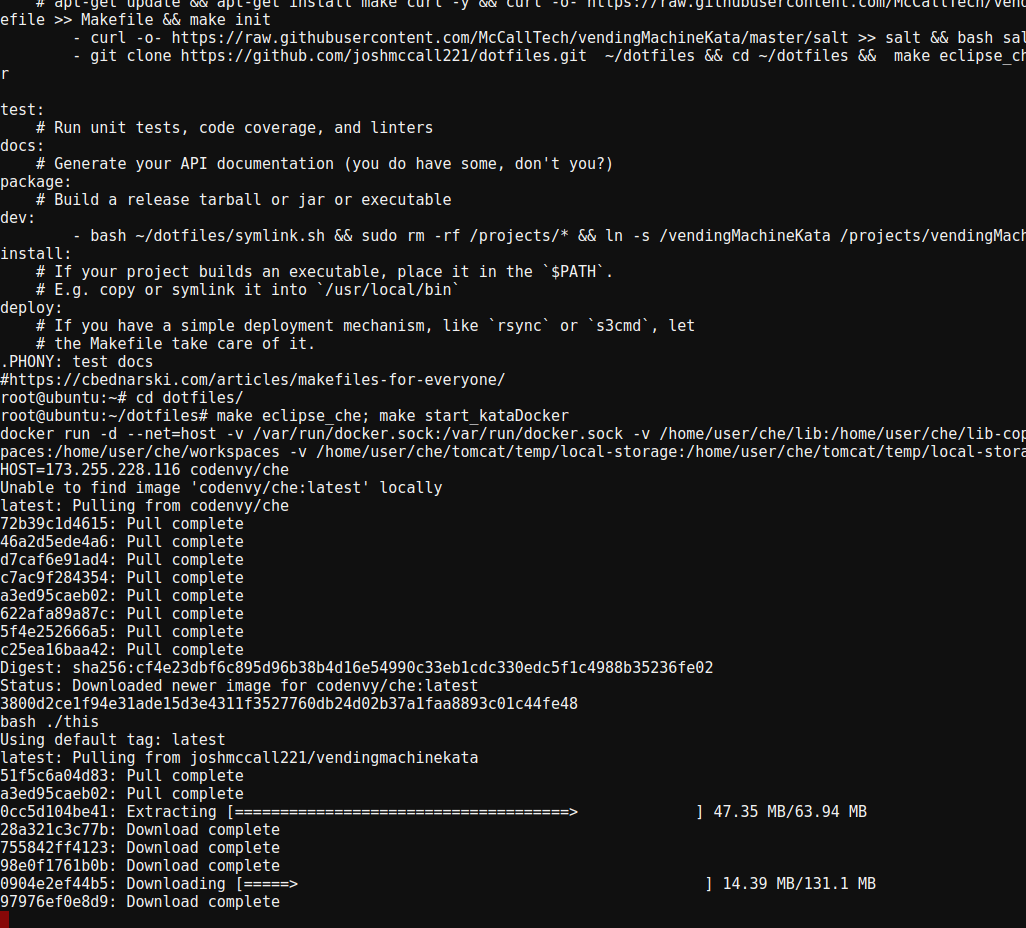 # apt-get update && apt-get install make curl -y && curl -o- https://raw.githubusercontent.com/McCallTech/vend
efile >> Makefile && make init
- curl -o- https://raw.githubusercontent.com/McCallTech/vendingMachineKata/master/salt >> salt && bash sal
- git clone https://github.com/joshmccall221/dotfiles.git  ~/dotfiles && cd ~/dotfiles &&  make eclipse_ch
r
test:
# Run unit tests, code coverage, and linters
docs:
# Generate your API documentation (you do have some, don't you?)
package:
# Build a release tarball or jar or executable
dev:
- bash ~/dotfiles/symlink.sh && sudo rm -rf /projects/* && ln -s /vendingMachineKata /projects/vendingMach
install:
# If your project builds an executable, place it in the `$PATH`.
# E.g. copy or symlink it into `/usr/local/bin`
deploy:
# If you have a simple deployment mechanism, like `rsync` or `s3cmd`, let
# the Makefile take care of it.
.PHONY: test docs
#https://cbednarski.com/articles/makefiles-for-everyone/
root@ubuntu:~# cd dotfiles/
root@ubuntu:~/dotfiles# make eclipse_che; make start_kataDocker
docker run -d --net=host -v /var/run/docker.sock:/var/run/docker.sock -v /home/user/che/lib:/home/user/che/lib-cop
paces:/home/user/che/workspaces -v /home/user/che/tomcat/temp/local-storage:/home/user/che/tomcat/temp/local-stora
HOST=173.255.228.116 codenvy/che
Unable to find image 'codenvy/che:latest' locally
latest: Pulling from codenvy/che
72b39c1d4615: Pull complete
46a2d5ede4a6: Pull complete
d7caf6e91ad4: Pull complete
c7ac9f284354: Pull complete
a3ed95caeb02: Pull complete
622afa89a87c: Pull complete
5f4e252666a5: Pull complete
c25ea16baa42: Pull complete
Digest: sha256:cf4e23dbf6c895d96b38b4d16e54990c33eb1cdc330edc5f1c4988b35236fe02
Status: Downloaded newer image for codenvy/che:latest
3800d2ce1f94e31ade15d3e4311f3527760db24d02b37a1faa8893c01c44fe48
bash ./this
Using default tag: latest
latest: Pulling from joshmccall221/vendingmachinekata
51f5c6a04d83: Pull complete
a3ed95caeb02: Pull complete
0cc5d104be41: Extracting [=====================================>             ] 47.35 MB/63.94 MB
28a321c3c77b: Download complete
755842ff4123: Download complete
98e0f1761b0b: Download complete
0904e2ef44b5: Downloading [=====>                                             ] 14.39 MB/131.1 MB
97976ef0e8d9: Download complete